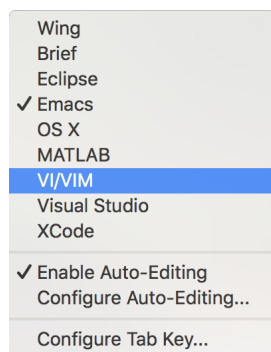 Wing
Brief
Eclipse
✓ Emacs
OS X
MATLAB
VI/VIM
Visual Studio
XCode
✓ Enable Auto-Editing
Configure Auto-Editing...
Configure Tab Key...